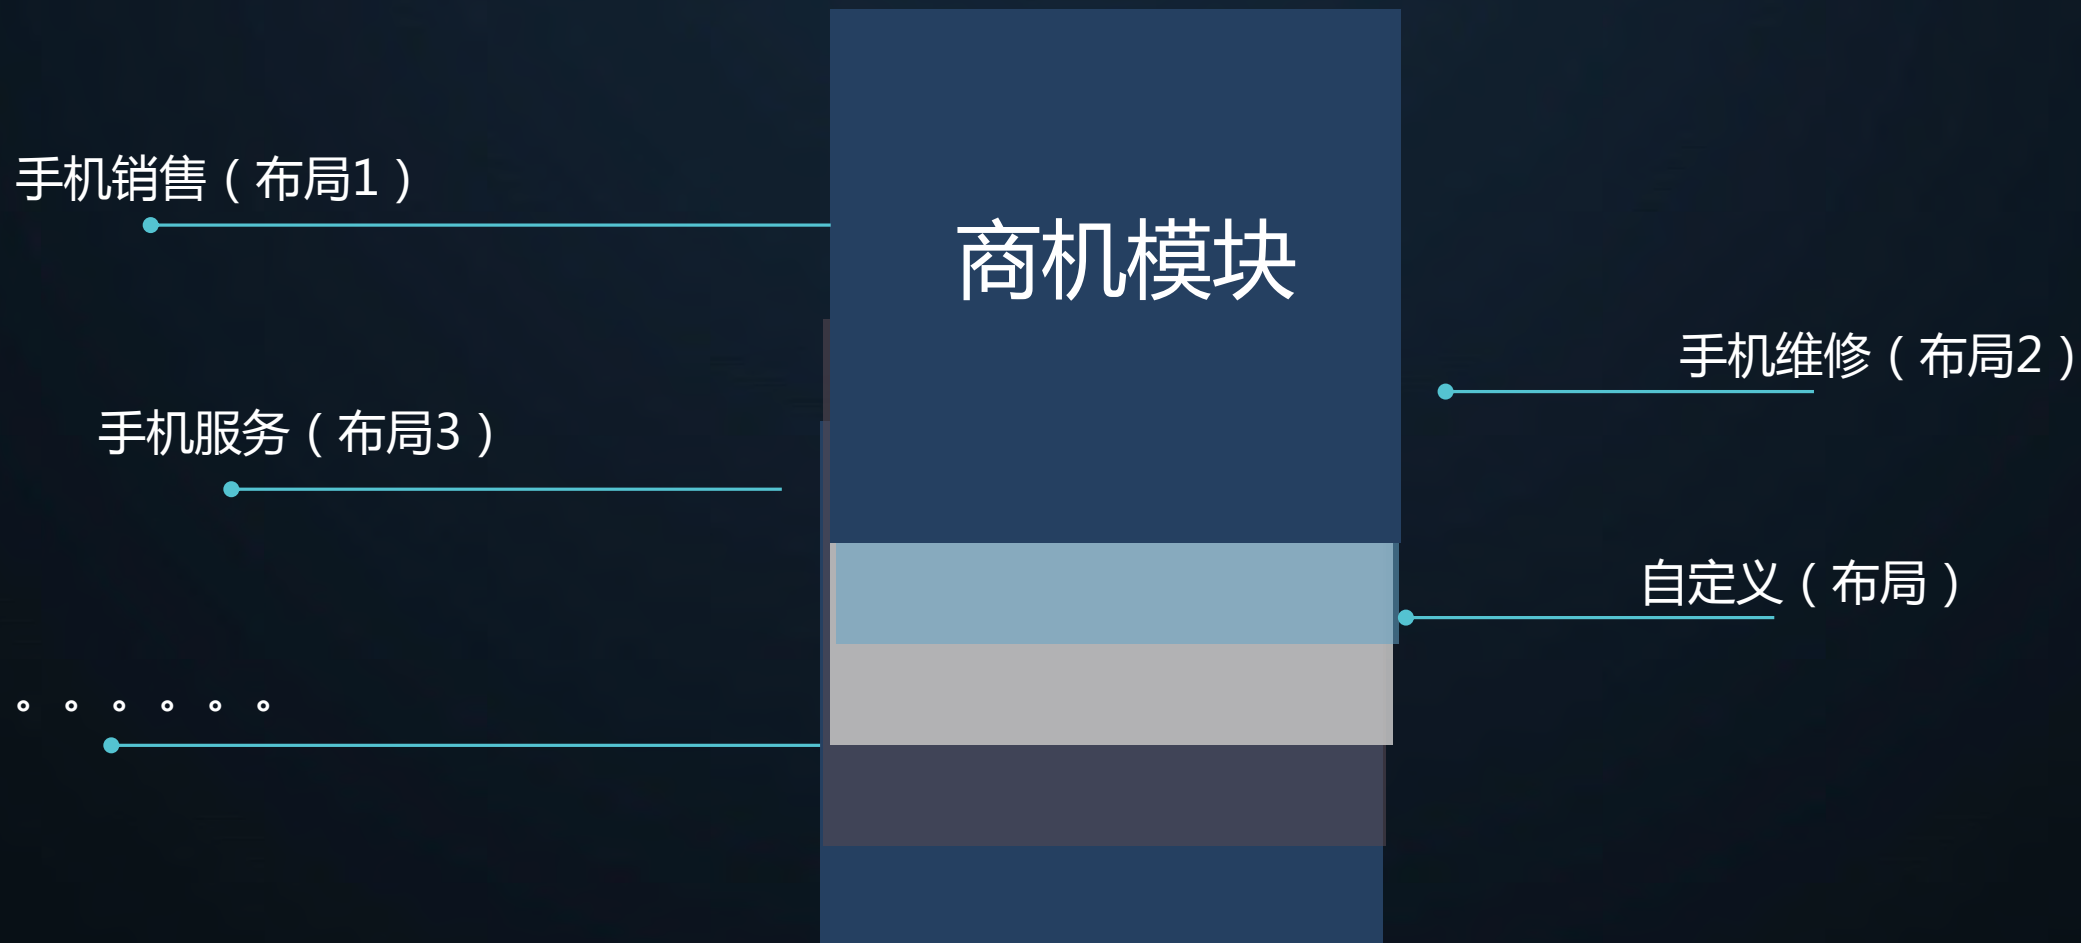 手机销售（布局1）
商机模块
手机维修（布局2）
手机服务（布局3）
自定义（布局）
。。。。。。